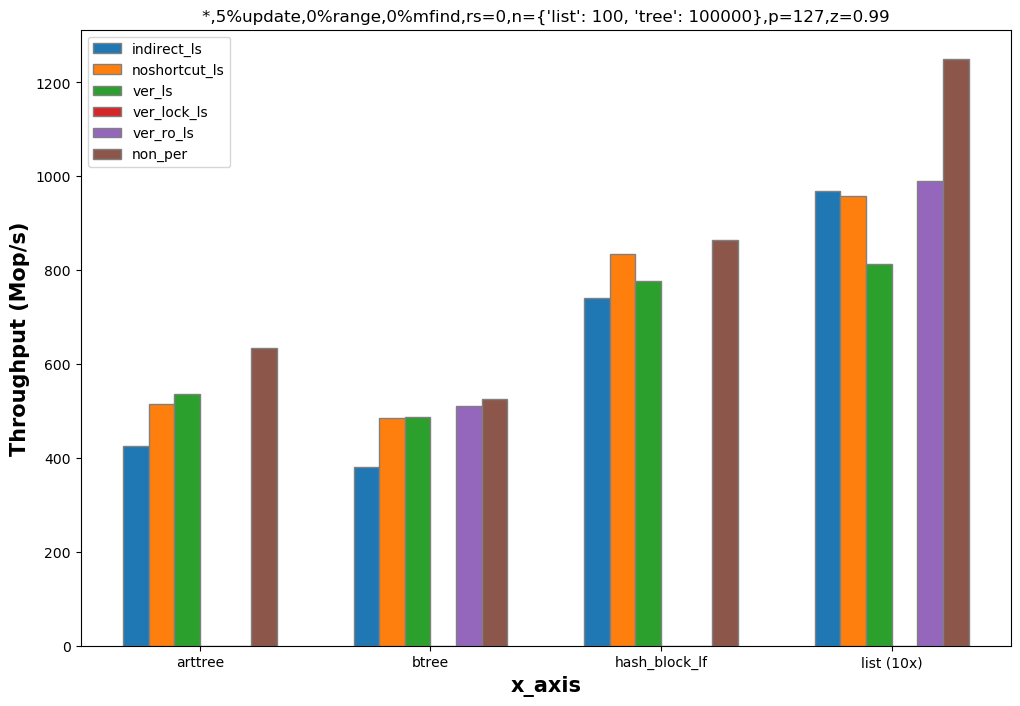 *,5%update,0%range,0%mfind,rs=0,n={'list': 100, 'tree': 100000},p=127,z=0.99
indirect_ls
noshortcut_ls
ver_ls
ver_lock_ls
ver_ro_ls
non_per
Throughput (Mop/s)
1200
1000
800
600
400
200
0
arttree
btree
hash_block_lf
list (10x)
x_axis